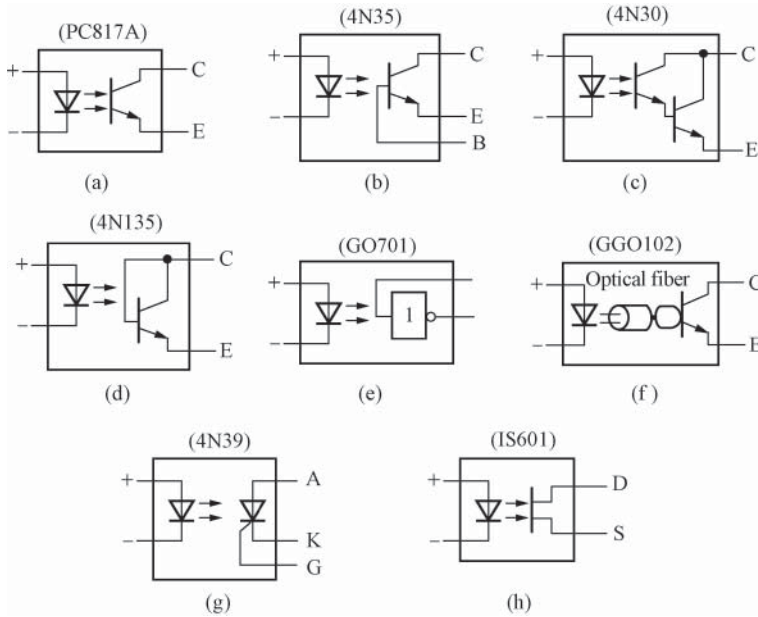 (PC817A) (4N35) (4N30)
+ C + C + C
− E − E − E
B
(a) (b) (c)
(4N135) (GO701) (GGO102)
Optical fiber
+ C + + C
1
− E − − E
(d) (e) (f)
(4N39) (IS601)
+ A + D
− K − S
G
(g) (h)